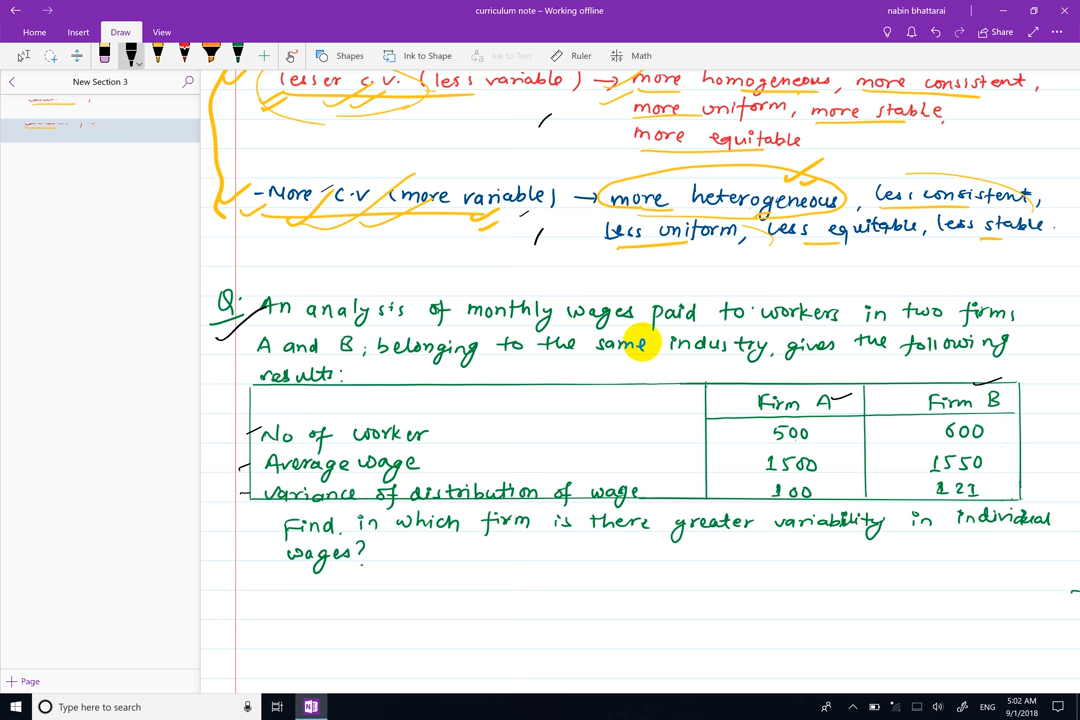 curriculum note – Working offline
nabin bhattarai
Home Insert Draw View
Share
Shapes Ink to Shape Ink to Text Ruler Math
New Section 3
lesser c.v. (less variable) → more homogeneous, more consistent,
more uniform, more stable,
more equitable
- More c.v (more variable) → more heterogeneous, less consistent,
Less uniform, less equitable, less stable.
Q. An analysis of monthly wages paid to workers in two firms
A and B, belonging to the same industry, gives the following
results:
Firm A Firm B
No of worker 500 600
Average wage 1500 1550
variance of distribution of wage 100 121
Find, in which firm is there greater variability in individual
wages?
+ Page
Type here to search
ENG
5:02 AM
9/1/2018